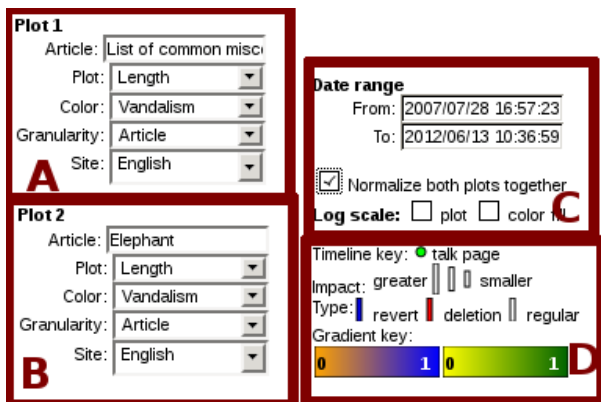 Plot 1
Article: List of common misc
Plot: Length
Color: Vandalism
Granularity: Article
Site: English
A
Plot 2
Article: Elephant
Plot: Length
Color: Vandalism
Granularity: Article
Site: English
B
Date range
From: 2007/07/28 16:57:23
To: 2012/06/13 10:36:59
Normalize both plots together
Log scale: plot color fill
C
Timeline key: talk page
Impact: greater smaller
Type: revert deletion regular
Gradient key:
0 1 0 1
D